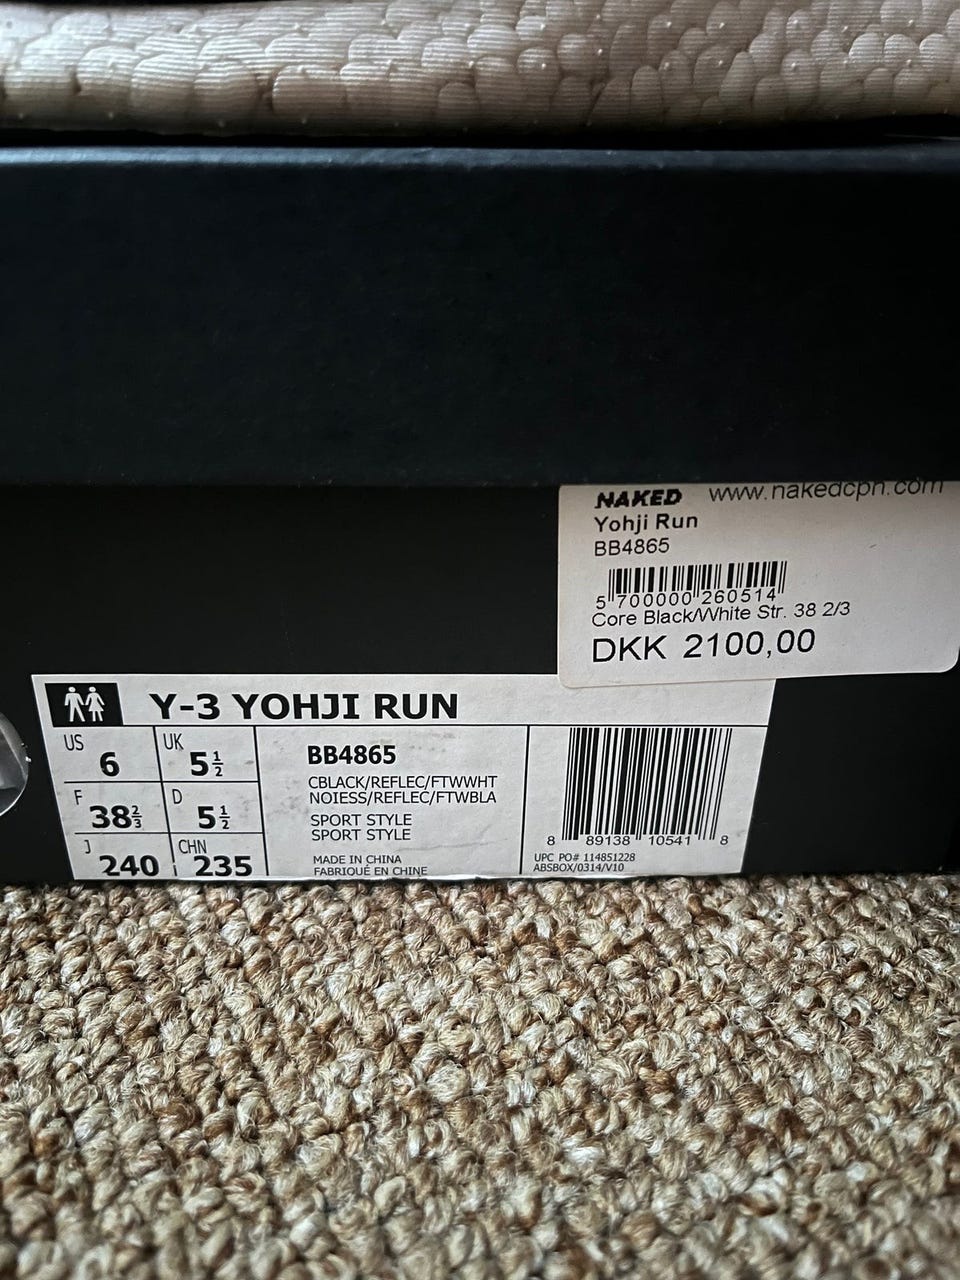 NAKED www.nakedcph.com
Yohji Run
BB4865
5 700000 260514
Core Black/White Str. 38 2/3
DKK 2100,00
Y-3 YOHJI RUN
US 6 UK 5 1/2
F 38 2/3 D 5 1/2
J 240 CHN 235
BB4865
CBLACK/REFLEC/FTWWHT
NOIESS/REFLEC/FTWBLA
SPORT STYLE
SPORT STYLE
MADE IN CHINA
FABRIQUÉ EN CHINE
8 89138 10541 8
UPC PO# 114851228
ABSBOX/0314/V10